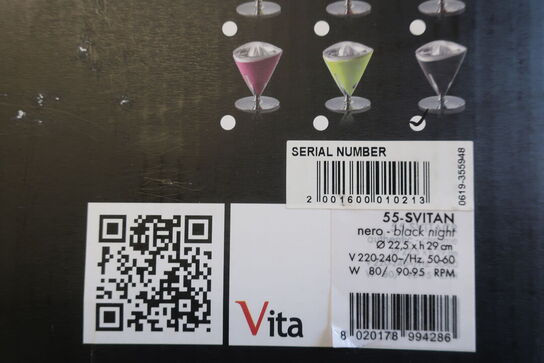 SERIAL NUMBER
2 001600 010213
0619-355948
55-SVITAN
nero - black night
Ø 22,5 x h 29 cm
V 220-240~/Hz. 50-60
W 80/ 90-95 RPM
Vita
8 020178 994286